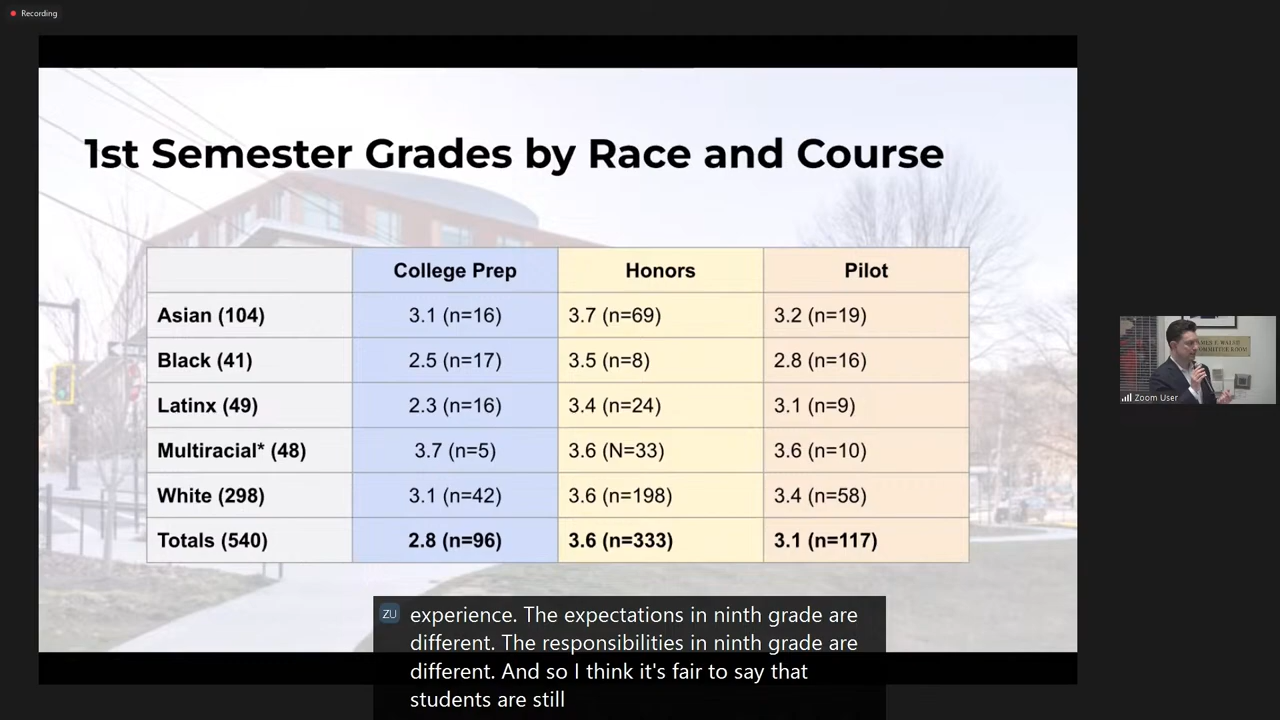 Recording
1st Semester Grades by Race and Course
College Prep Honors Pilot
Asian (104) 3.1 (n=16) 3.7 (n=69) 3.2 (n=19)
Black (41) 2.5 (n=17) 3.5 (n=8) 2.8 (n=16)
Latinx (49) 2.3 (n=16) 3.4 (n=24) 3.1 (n=9)
Multiracial* (48) 3.7 (n=5) 3.6 (N=33) 3.6 (n=10)
White (298) 3.1 (n=42) 3.6 (n=198) 3.4 (n=58)
Totals (540) 2.8 (n=96) 3.6 (n=333) 3.1 (n=117)
COMMITTEE ROOM
Zoom User
ZU experience. The expectations in ninth grade are
different. The responsibilities in ninth grade are
different. And so I think it's fair to say that
students are still